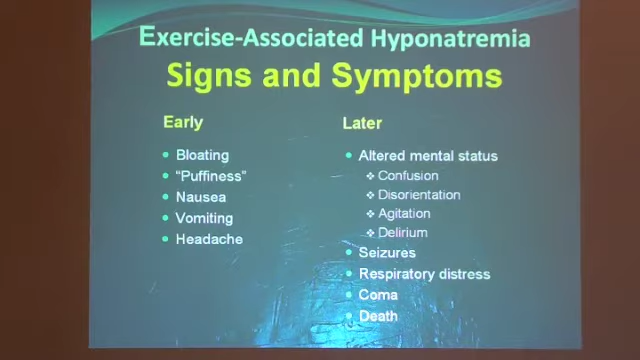 Exercise-Associated Hyponatremia
Signs and Symptoms
Early
• Bloating
• "Puffiness"
• Nausea
• Vomiting
• Headache
Later
• Altered mental status
❖ Confusion
❖ Disorientation
❖ Agitation
❖ Delirium
• Seizures
• Respiratory distress
• Coma
• Death